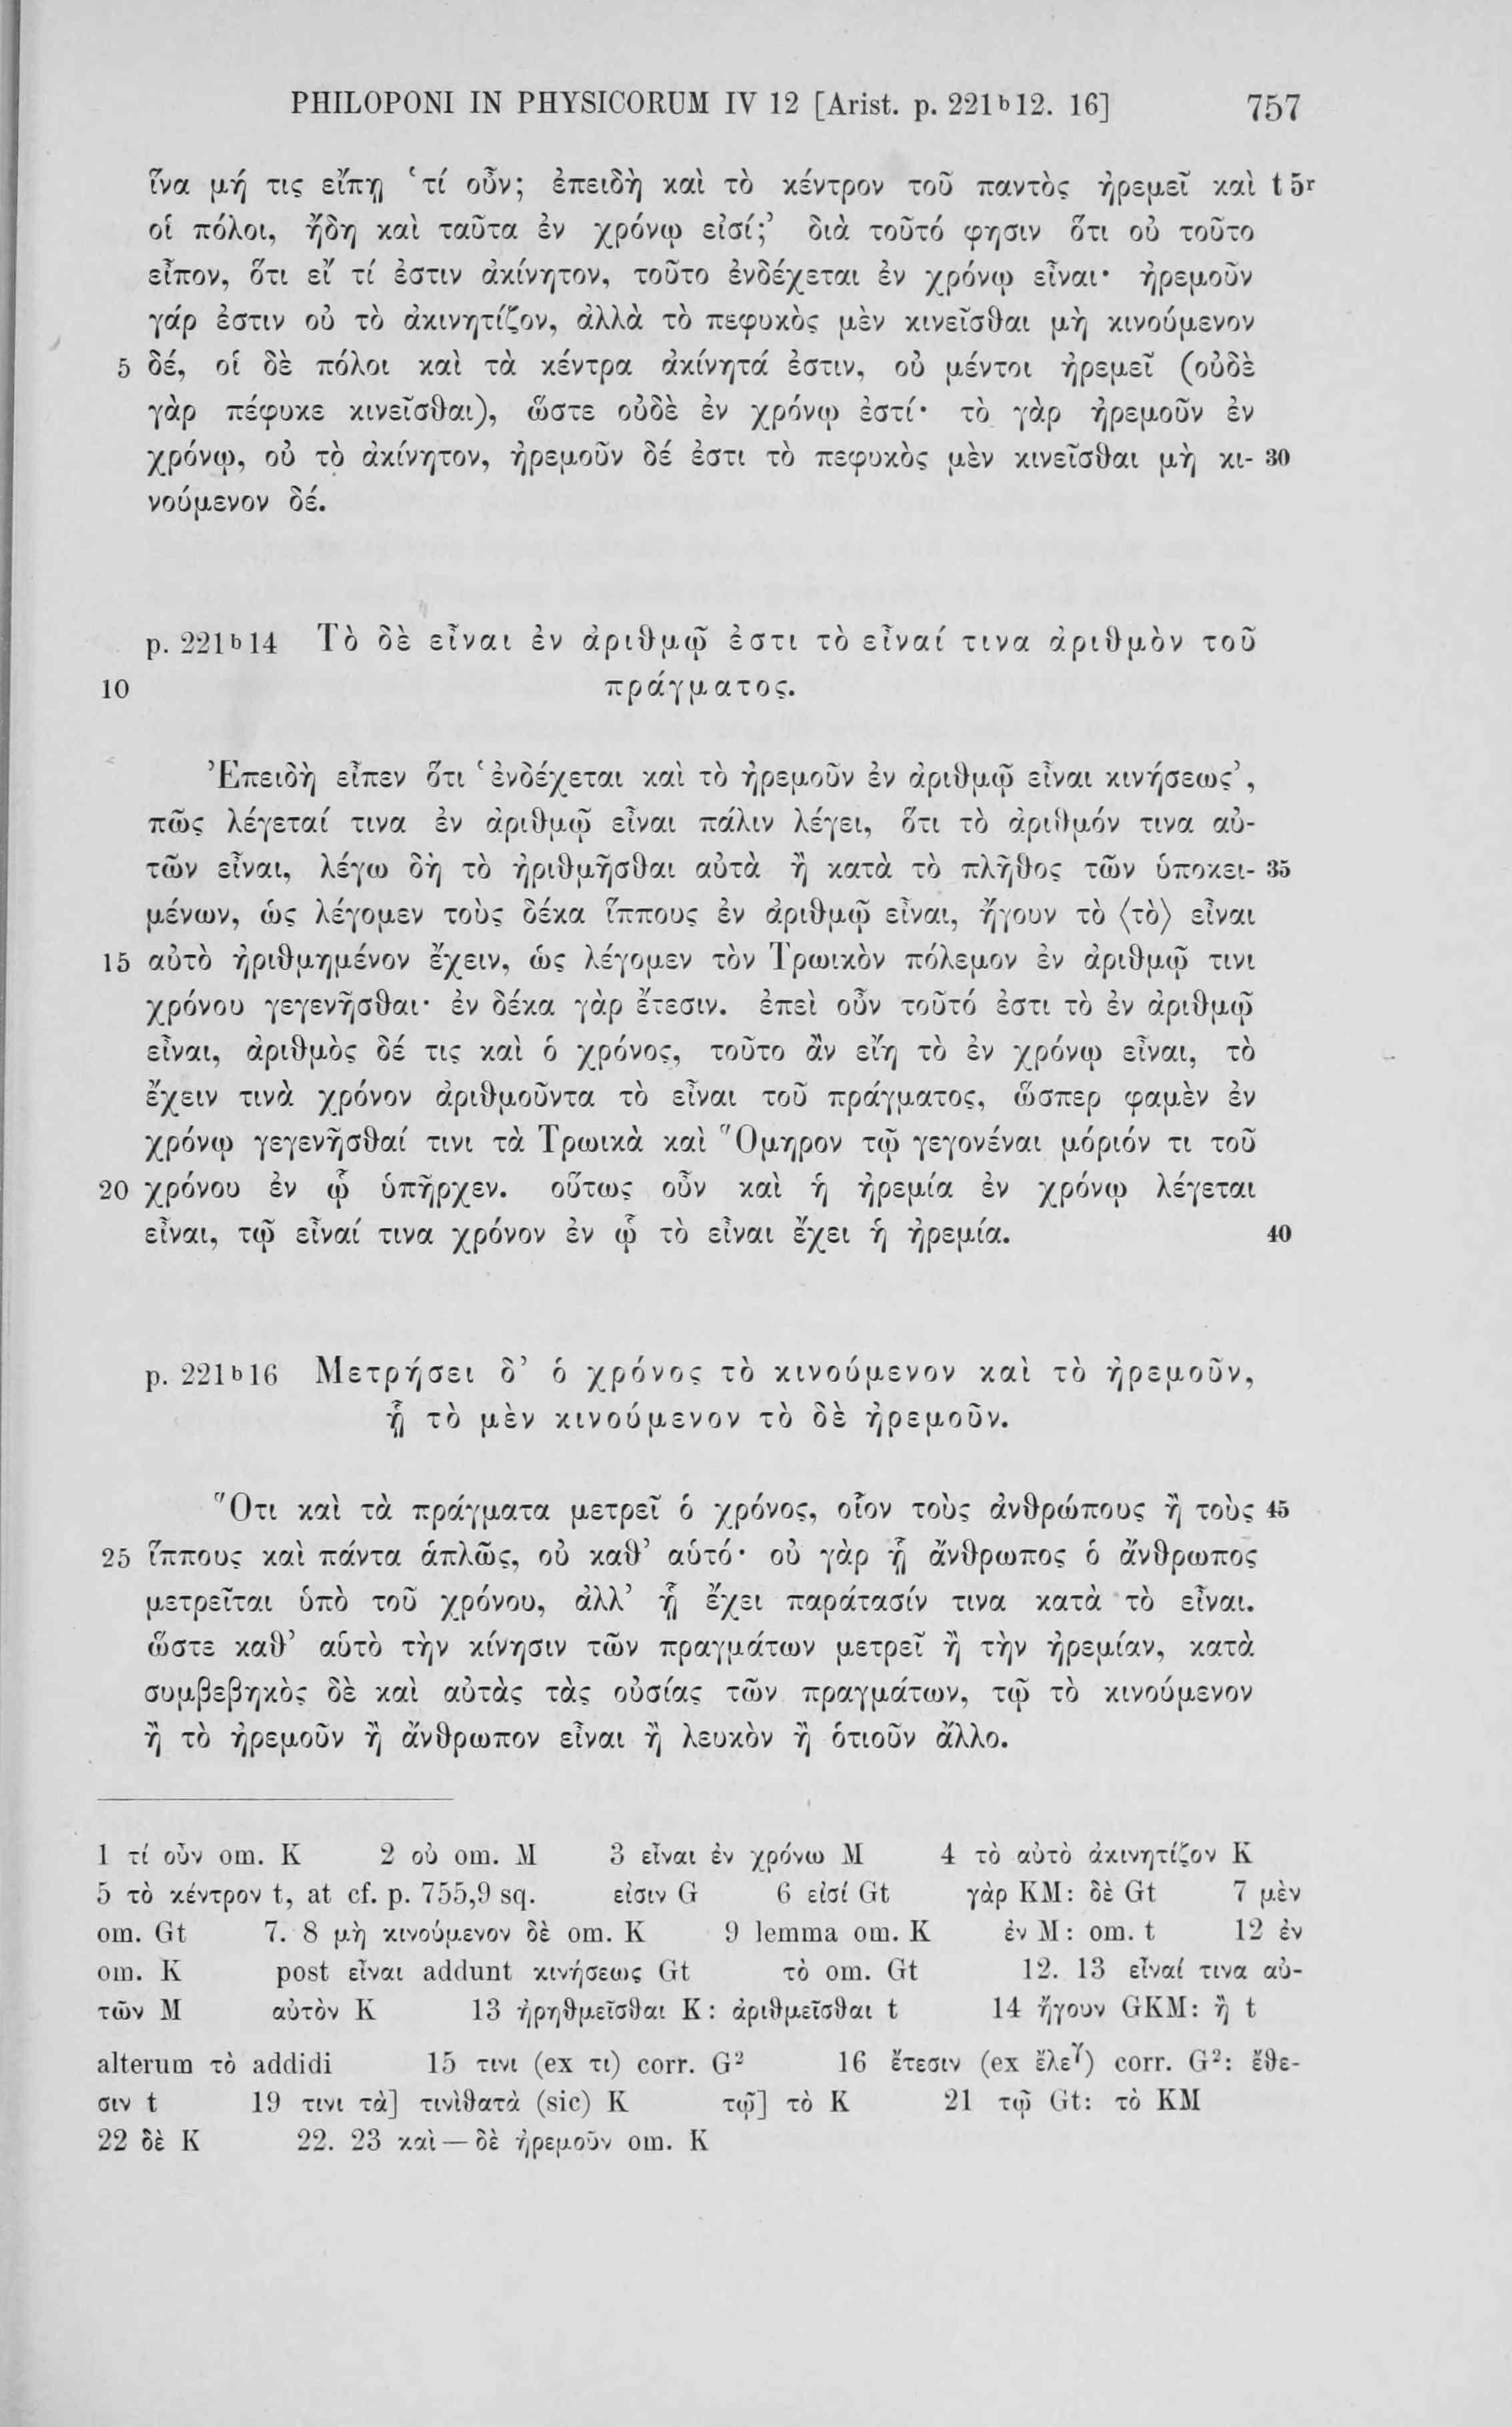 PHILOPONI IN PHYSICORUM IV 12 [Arist. p. 221ᵇ12. 16] 757
ἵνα μή τις εἴπῃ ‘τί οὖν; ἐπειδὴ καὶ τὸ κέντρον τοῦ παντὸς ἠρεμεῖ καὶ t 5ʳ
οἱ πόλοι, ἤδη καὶ ταῦτα ἐν χρόνῳ εἰσί;’ διὰ τοῦτό φησιν ὅτι οὐ τοῦτο
εἶπον, ὅτι εἴ τί ἐστιν ἀκίνητον, τοῦτο ἐνδέχεται ἐν χρόνῳ εἶναι· ἠρεμοῦν
γάρ ἐστιν οὐ τὸ ἀκινητίζον, ἀλλὰ τὸ πεφυκὸς μὲν κινεῖσθαι μὴ κινούμενον
5 δέ, οἱ δὲ πόλοι καὶ τὰ κέντρα ἀκίνητά ἐστιν, οὐ μέντοι ἠρεμεῖ (οὐδὲ
γὰρ πέφυκε κινεῖσθαι), ὥστε οὐδὲ ἐν χρόνῳ ἐστί· τὸ γὰρ ἠρεμοῦν ἐν
χρόνῳ, οὐ τὸ ἀκίνητον, ἠρεμοῦν δέ ἐστι τὸ πεφυκὸς μὲν κινεῖσθαι μὴ κι- 30
νούμενον δέ.
p. 221ᵇ14 Τὸ δὲ εἶναι ἐν ἀριθμῷ ἐστι τὸ εἶναί τινα ἀριθμὸν τοῦ
10 πράγματος.
Ἐπειδὴ εἶπεν ὅτι ‘ἐνδέχεται καὶ τὸ ἠρεμοῦν ἐν ἀριθμῷ εἶναι κινήσεως’,
πῶς λέγεταί τινα ἐν ἀριθμῷ εἶναι πάλιν λέγει, ὅτι τὸ ἀριθμόν τινα αὐ-
τῶν εἶναι, λέγω δὴ τὸ ἠριθμῆσθαι αὐτὰ ἢ κατὰ τὸ πλῆθος τῶν ὑποκει- 35
μένων, ὡς λέγομεν τοὺς δέκα ἵππους ἐν ἀριθμῷ εἶναι, ἤγουν τὸ ⟨τὸ⟩ εἶναι
15 αὐτὸ ἠριθμημένον ἔχειν, ὡς λέγομεν τὸν Τρωικὸν πόλεμον ἐν ἀριθμῷ τινι
χρόνου γεγενῆσθαι· ἐν δέκα γὰρ ἔτεσιν. ἐπεὶ οὖν τοῦτό ἐστι τὸ ἐν ἀριθμῷ
εἶναι, ἀριθμὸς δέ τις καὶ ὁ χρόνος, τοῦτο ἂν εἴη τὸ ἐν χρόνῳ εἶναι, τὸ
ἔχειν τινὰ χρόνον ἀριθμοῦντα τὸ εἶναι τοῦ πράγματος, ὥσπερ φαμὲν ἐν
χρόνῳ γεγενῆσθαί τινι τὰ Τρωικὰ καὶ Ὅμηρον τῷ γεγονέναι μόριόν τι τοῦ
20 χρόνου ἐν ᾧ ὑπῆρχεν. οὕτως οὖν καὶ ἡ ἠρεμία ἐν χρόνῳ λέγεται
εἶναι, τῷ εἶναί τινα χρόνον ἐν ᾧ τὸ εἶναι ἔχει ἡ ἠρεμία. 40
p. 221ᵇ16 Μετρήσει δ’ ὁ χρόνος τὸ κινούμενον καὶ τὸ ἠρεμοῦν,
ᾗ τὸ μὲν κινούμενον τὸ δὲ ἠρεμοῦν.
Ὅτι καὶ τὰ πράγματα μετρεῖ ὁ χρόνος, οἷον τοὺς ἀνθρώπους ἢ τοὺς 45
25 ἵππους καὶ πάντα ἁπλῶς, οὐ καθ’ αὑτό· οὐ γὰρ ᾗ ἄνθρωπος ὁ ἄνθρωπος
μετρεῖται ὑπὸ τοῦ χρόνου, ἀλλ’ ᾗ ἔχει παράτασίν τινα κατὰ τὸ εἶναι.
ὥστε καθ’ αὑτὸ τὴν κίνησιν τῶν πραγμάτων μετρεῖ ἢ τὴν ἠρεμίαν, κατὰ
συμβεβηκὸς δὲ καὶ αὐτὰς τὰς οὐσίας τῶν πραγμάτων, τῷ τὸ κινούμενον
ἢ τὸ ἠρεμοῦν ἢ ἄνθρωπον εἶναι ἢ λευκὸν ἢ ὁτιοῦν ἄλλο.
1 τί οὖν om. K 2 οὐ om. M 3 εἶναι ἐν χρόνω M 4 τὸ αὐτὸ ἀκινητίζον K
5 τὸ κέντρον t, at cf. p. 755,9 sq. εἰσιν G 6 εἰσί Gt γὰρ KM: δὲ Gt 7 μὲν
om. Gt 7. 8 μὴ κινούμενον δὲ om. K 9 lemma om. K ἐν M: om. t 12 ἐν
om. K post εἶναι addunt κινήσεως Gt τὸ om. Gt 12. 13 εἶναί τινα αὐ-
τῶν M αὐτὸν K 13 ἠρηθμεῖσθαι K: ἀριθμεῖσθαι t 14 ἤγουν GKM: ἢ t
alterum τὸ addidi 15 τινι (ex τι) corr. G² 16 ἔτεσιν (ex ἔλεᵞ) corr. G²: ἔθε-
σιν t 19 τινι τὰ] τινὶθατὰ (sic) K τῷ] τὸ K 21 τῷ Gt: τὸ KM
22 δὲ K 22. 23 καὶ — δὲ ἠρεμοῦν om. K